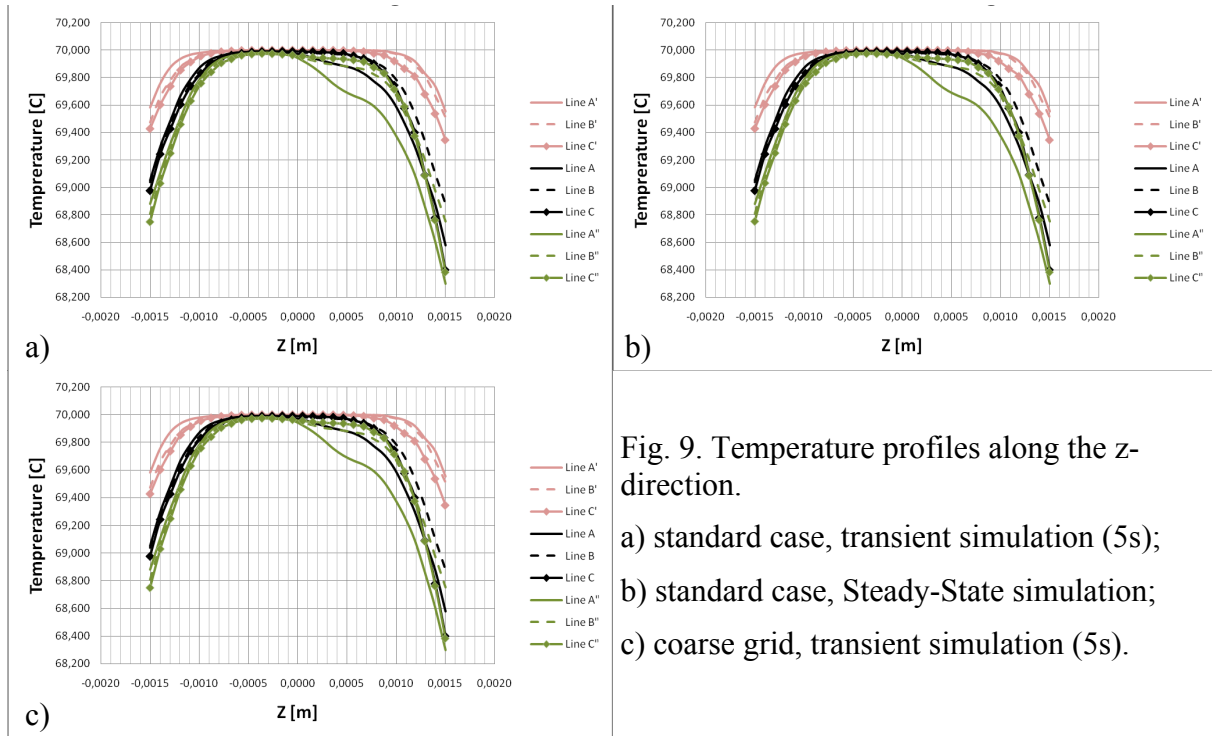 70,200
70,000
69,800
69,600
69,400
69,200
69,000
68,800
68,600
68,400
68,200
Temprerature [C]
-0,0020 -0,0015 -0,0010 -0,0005 0,0000 0,0005 0,0010 0,0015 0,0020
Z [m]
Line A'
Line B'
Line C'
Line A
Line B
Line C
Line A"
Line B"
Line C"
a)
70,200
70,000
69,800
69,600
69,400
69,200
69,000
68,800
68,600
68,400
68,200
Temprerature [C]
-0,0020 -0,0015 -0,0010 -0,0005 0,0000 0,0005 0,0010 0,0015 0,0020
Z [m]
Line A'
Line B'
Line C'
Line A
Line B
Line C
Line A"
Line B"
Line C"
b)
70,200
70,000
69,800
69,600
69,400
69,200
69,000
68,800
68,600
68,400
68,200
Temprerature [C]
-0,0020 -0,0015 -0,0010 -0,0005 0,0000 0,0005 0,0010 0,0015 0,0020
Z [m]
Line A'
Line B'
Line C'
Line A
Line B
Line C
Line A"
Line B"
Line C"
c)
Fig. 9. Temperature profiles along the z-
direction.
a) standard case, transient simulation (5s);
b) standard case, Steady-State simulation;
c) coarse grid, transient simulation (5s).